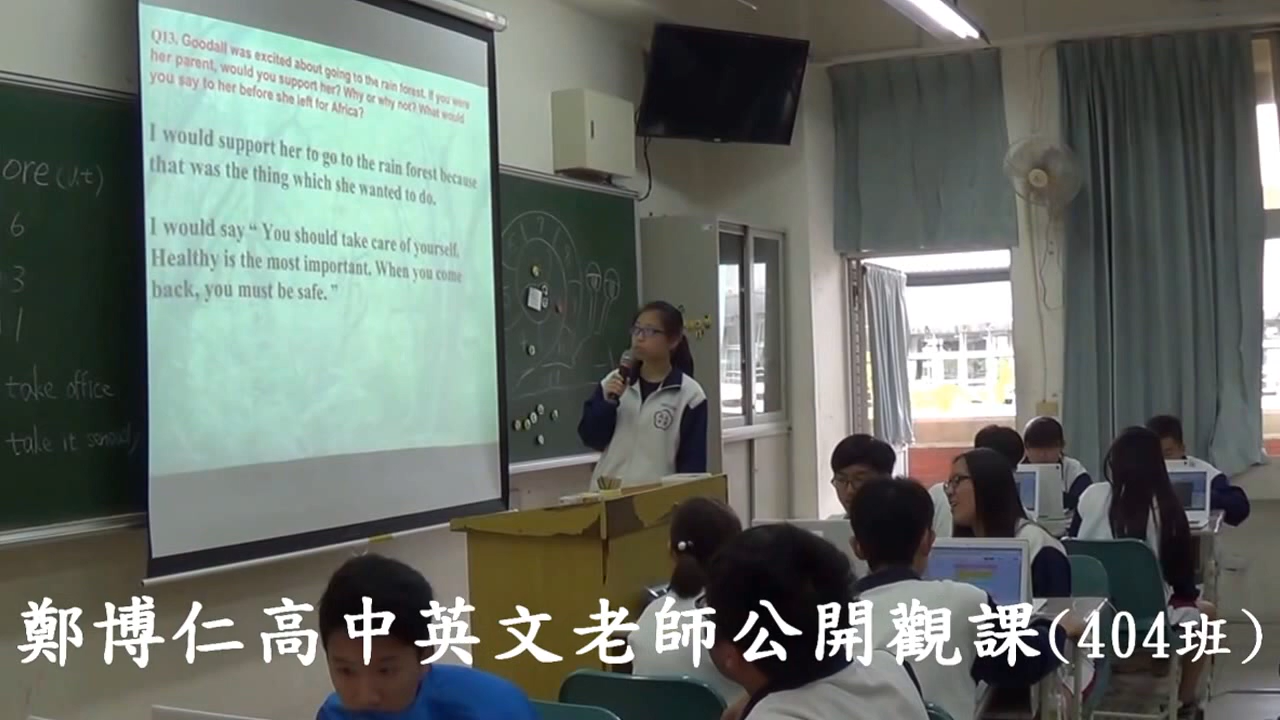 Q13. Goodall was excited about going to the rain forest. If you were
her parent, would you support her? Why or why not? What would
you say to her before she left for Africa?
I would support her to go to the rain forest because
that was the thing which she wanted to do.
I would say “ You should take care of yourself.
Healthy is the most important. When you come
back, you must be safe. ”
ore (v.t)
6
3
1
take office
take it
鄭博仁高中英文老師公開觀課(404班)